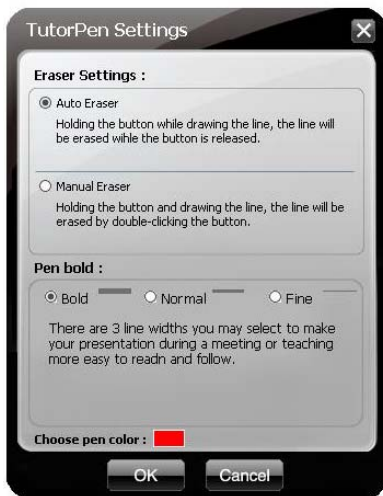 TutorPen Settings
Eraser Settings :
Auto Eraser
Holding the button while drawing the line, the line will
be erased wihle the button is released.
Manual Eraser
Holding the button and drawing the line, the line will be
erased by double-clicking the button.
Pen bold :
Bold Normal Fine
There are 3 line widths you may select to make
your presentation during a meeting or teaching
more easy to readn and follow.
Choose pen color :
OK Cancel